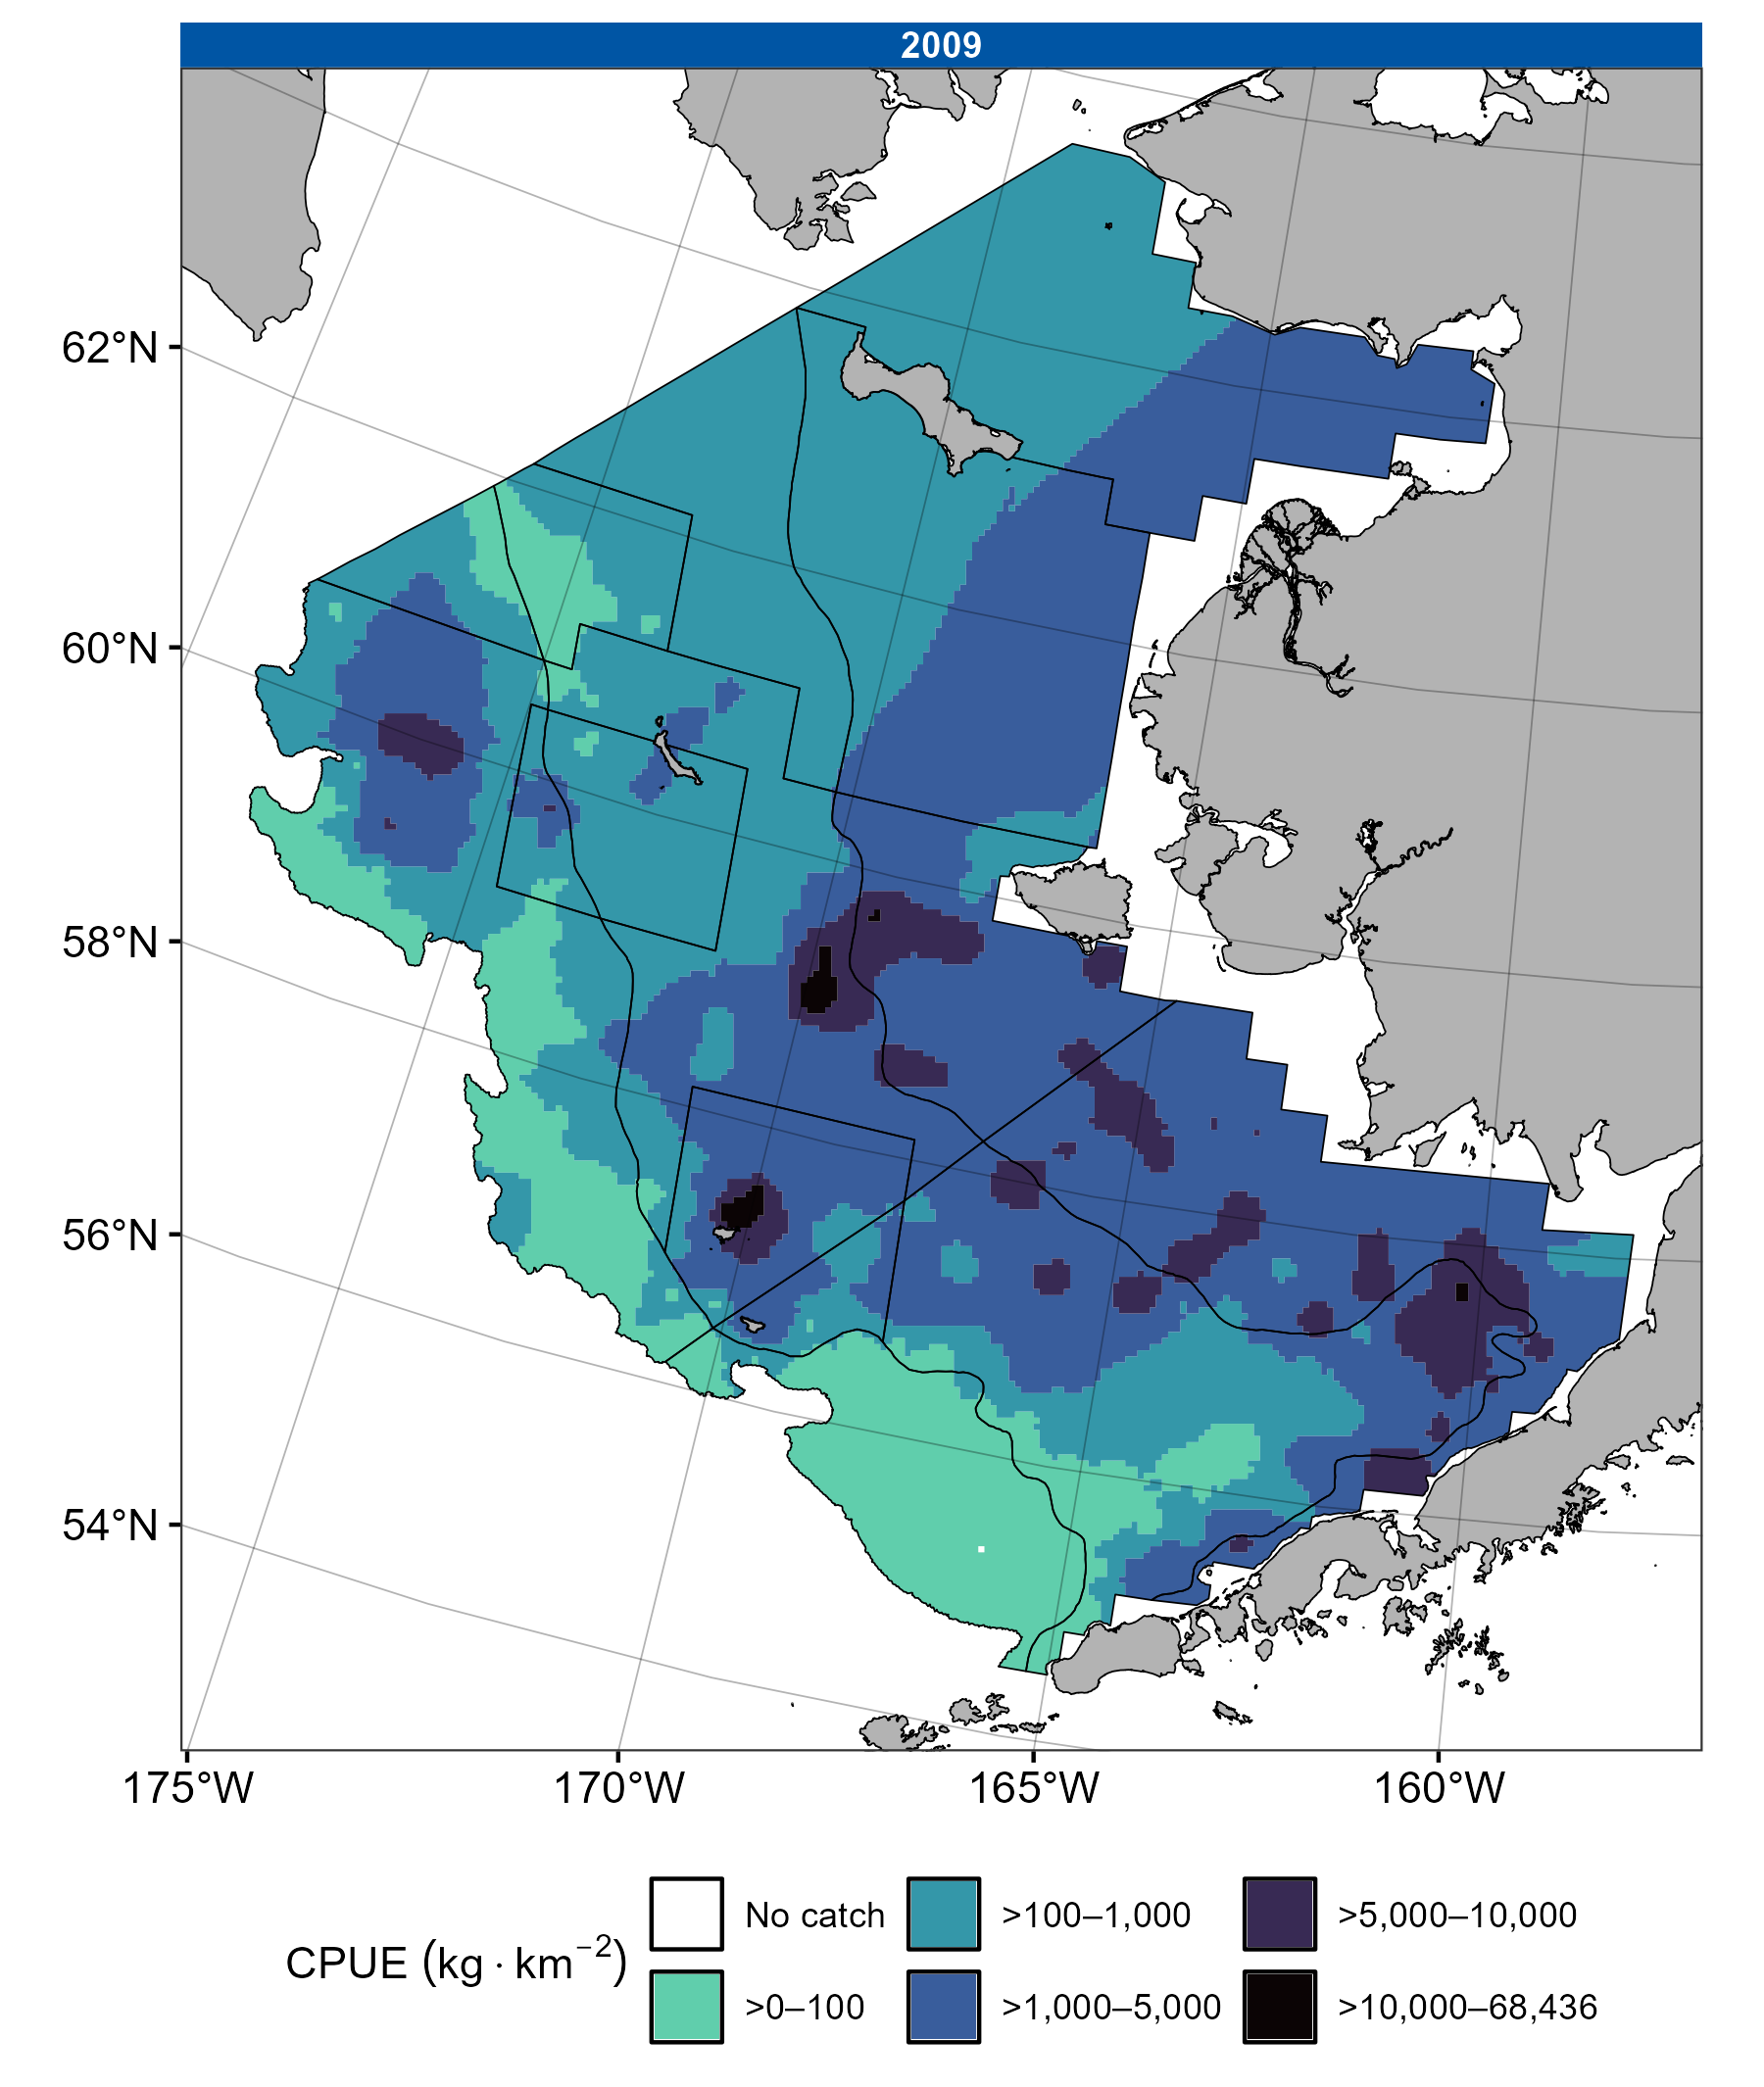 2009
62°N
60°N
58°N
56°N
54°N
175°W 170°W 165°W 160°W
CPUE (kg · km⁻²)
No catch >100–1,000 >5,000–10,000
>0–100 >1,000–5,000 >10,000–68,436